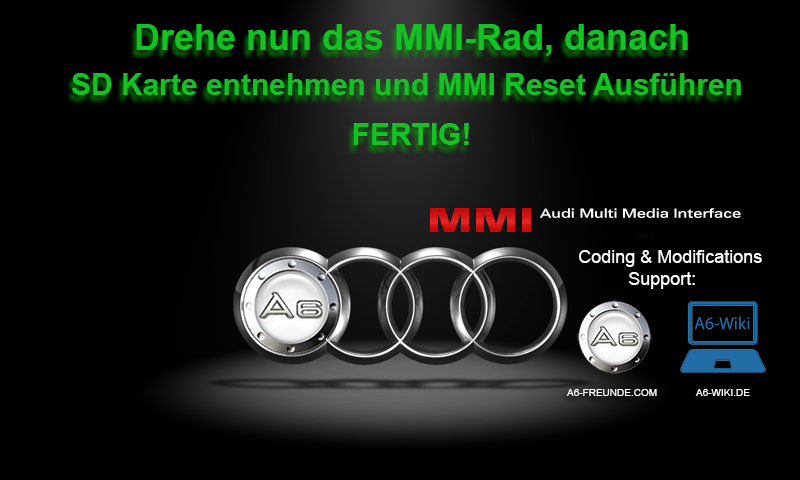 Drehe nun das MMI-Rad, danach
SD Karte entnehmen und MMI Reset Ausführen
FERTIG!
MMI Audi Multi Media Interface
Coding & Modifications
Support:
A6
A6
A6-Wiki
A6-FREUNDE.COM
A6-WIKI.DE